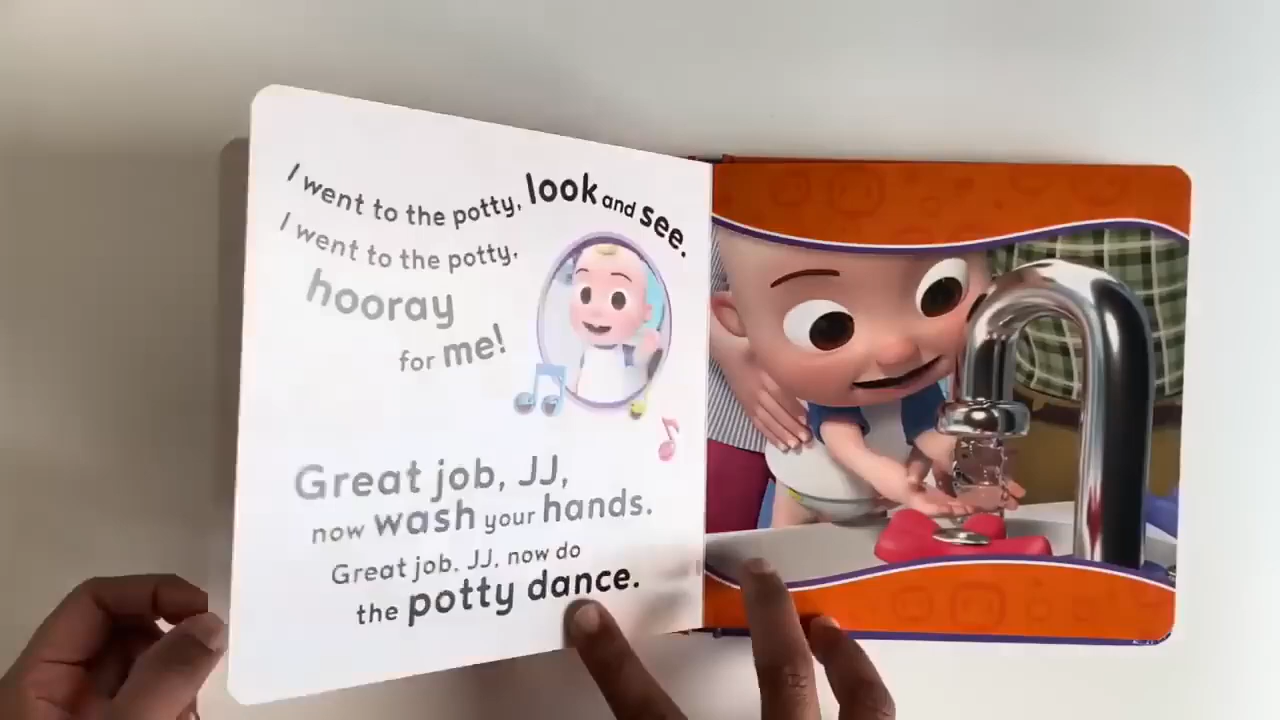 I went to the potty, look and see.
I went to the potty,
hooray
for me!
Great job, JJ,
now wash your hands.
Great job, JJ, now do
the potty dance.